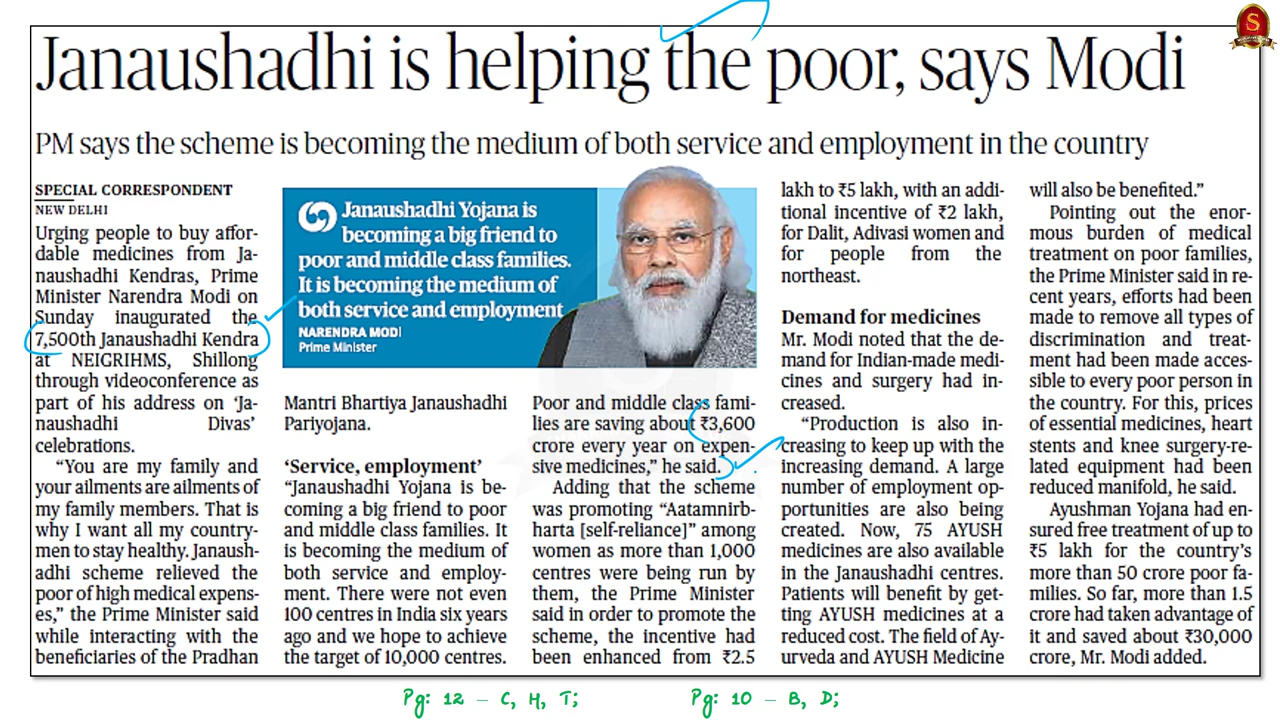 S
Janaushadhi is helping the poor, says Modi
PM says the scheme is becoming the medium of both service and employment in the country
SPECIAL CORRESPONDENT
NEW DELHI
Urging people to buy affor-
dable medicines from Ja-
naushadhi Kendras, Prime
Minister Narendra Modi on
Sunday inaugurated the
7,500th Janaushadhi Kendra
at NEIGRIHMS, Shillong
through videoconference as
part of his address on ‘Ja-
naushadhi Divas’
celebrations.
“You are my family and
your ailments are ailments of
my family members. That is
why I want all my country-
men to stay healthy. Janaush-
adhi scheme relieved the
poor of high medical expens-
es,” the Prime Minister said
while interacting with the
beneficiaries of the Pradhan
Janaushadhi Yojana is
becoming a big friend to
poor and middle class families.
It is becoming the medium of
both service and employment
NARENDRA MODI
Prime Minister
Mantri Bhartiya Janaushadhi
Pariyojona.
‘Service, employment’
“Janaushadhi Yojana is be-
coming a big friend to poor
and middle class families. It
is becoming the medium of
both service and employ-
ment. There were not even
100 centres in India six years
ago and we hope to achieve
the target of 10,000 centres.
Poor and middle class fami-
lies are saving about ₹3,600
crore every year on expen-
sive medicines,” he said.
Adding that the scheme
was promoting “Aatamnirb-
harta [self-reliance]” among
women as more than 1,000
centres were being run by
them, the Prime Minister
said in order to promote the
scheme, the incentive had
been enhanced from ₹2.5
lakh to ₹5 lakh, with an addi-
tional incentive of ₹2 lakh,
for Dalit, Adivasi women and
for people from the
northeast.
Demand for medicines
Mr. Modi noted that the de-
mand for Indian-made medi-
cines and surgery had in-
creased.
“Production is also in-
creasing to keep up with the
increasing demand. A large
number of employment op-
portunities are also being
created. Now, 75 AYUSH
medicines are also available
in the Janaushadhi centres.
Patients will benefit by get-
ting AYUSH medicines at a
reduced cost. The field of Ay-
urveda and AYUSH Medicine
will also be benefited.”
Pointing out the enor-
mous burden of medical
treatment on poor families,
the Prime Minister said in re-
cent years, efforts had been
made to remove all types of
discrimination and treat-
ment had been made acces-
sible to every poor person in
the country. For this, prices
of essential medicines, heart
stents and knee surgery-re-
lated equipment had been
reduced manifold, he said.
Ayushman Yojana had en-
sured free treatment of up to
₹5 lakh for the country’s
more than 50 crore poor fa-
milies. So far, more than 1.5
crore had taken advantage of
it and saved about ₹30,000
crore, Mr. Modi added.
Pg: 12 – C, H, T; Pg: 10 – B, D;